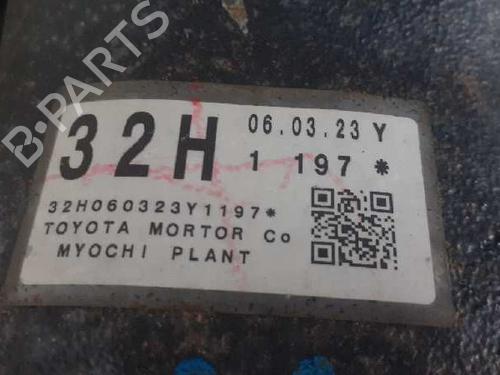 32H 06.03.23 Y
1 197 *
32H060323Y1197*
TOYOTA MORTOR Co
MYOCHI PLANT
B-PARTS